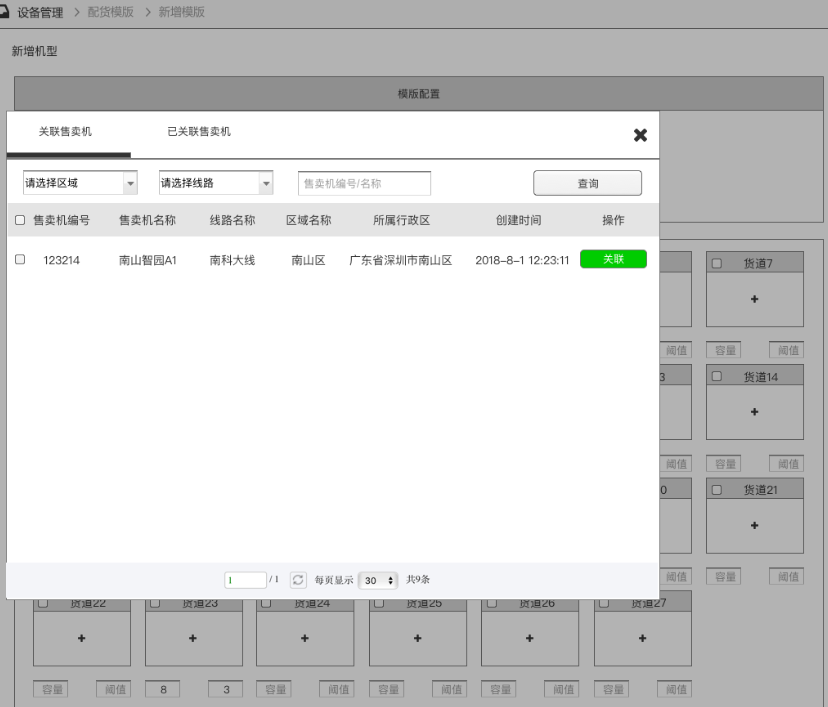 设备管理 > 配货模版 > 新增模版
新增机型
模版配置
关联售卖机 已关联售卖机
请选择区域 请选择线路 售卖机编号/名称 查询
售卖机编号 售卖机名称 线路名称 区域名称 所属行政区 创建时间 操作
123214 南山智园A1 南科大线 南山区 广东省深圳市南山区 2018-8-1 12:23:11 关联
货道7
+
阈值 容量 阈值
3 货道14
+
阈值 容量 阈值
0 货道21
+
阈值 容量 阈值
1 / 1 每页显示 30 共9条
货道22 货道23 货道24 货道25 货道26 货道27
+ + + + + +
容量 阈值 8 3 容量 阈值 容量 阈值 容量 阈值 容量 阈值